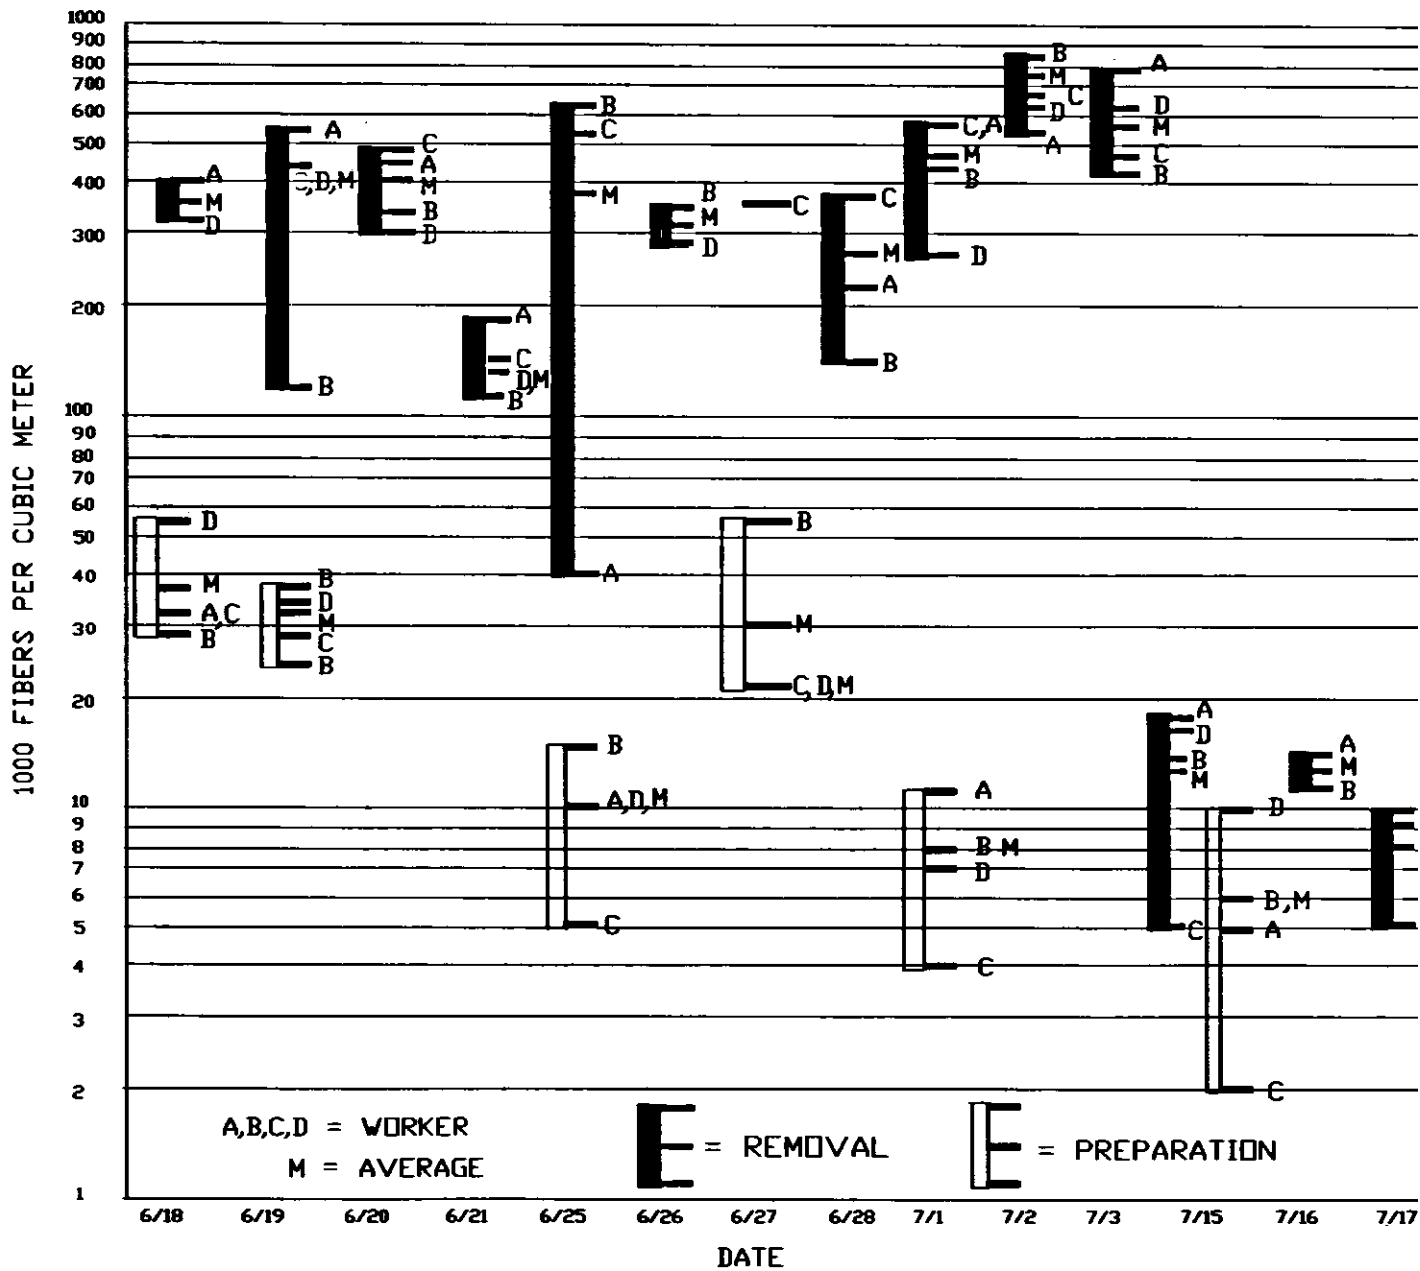 1000
900
800
700
600
500
400
300
200
100
90
80
70
60
50
40
30
20
10
9
8
7
6
5
4
3
2
1
1000 FIBERS PER CUBIC METER
A
M
D
D
M
A,C
B
A
C,D,M
B
B
D
M
C
B
C
A
M
B
D
A
C
D,M
B
B
C
M
A
B
A,D,M
C
B
M
D
C
B
M
C,D,M
C
M
A
B
C,A
M
B
D
A
B M
D
C
B
M
C
D
A
A
D
M
C
B
A
D
B
M
C
D
B,M
A
C
A
M
B
A,B,C,D = WORKER
M = AVERAGE
= REMOVAL
= PREPARATION
6/18 6/19 6/20 6/21 6/25 6/26 6/27 6/28 7/1 7/2 7/3 7/15 7/16 7/17
DATE